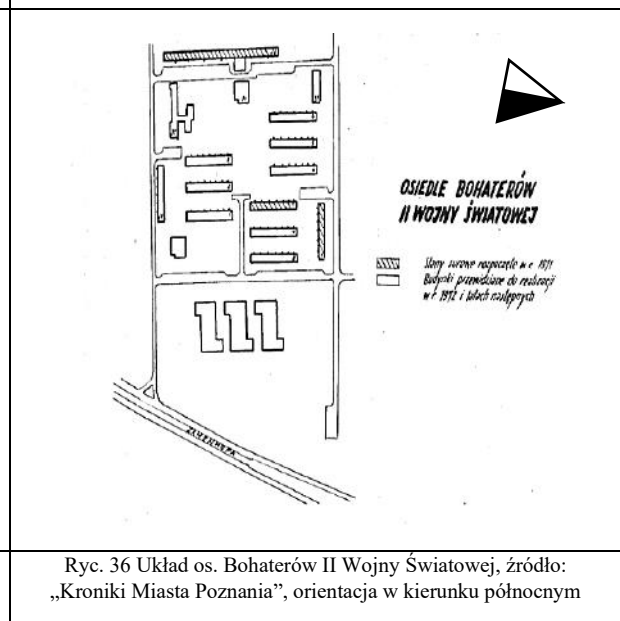 OSIEDLE BOHATERÓW
II WOJNY ŚWIATOWEJ
Stany surowe rozpoczęte w r. 1971
Budynki przewidziane do realizacji
w r. 1972 i latach następnych
ZAMENHOFA
Ryc. 36 Układ os. Bohaterów II Wojny Światowej, źródło:
„Kroniki Miasta Poznania”, orientacja w kierunku północnym